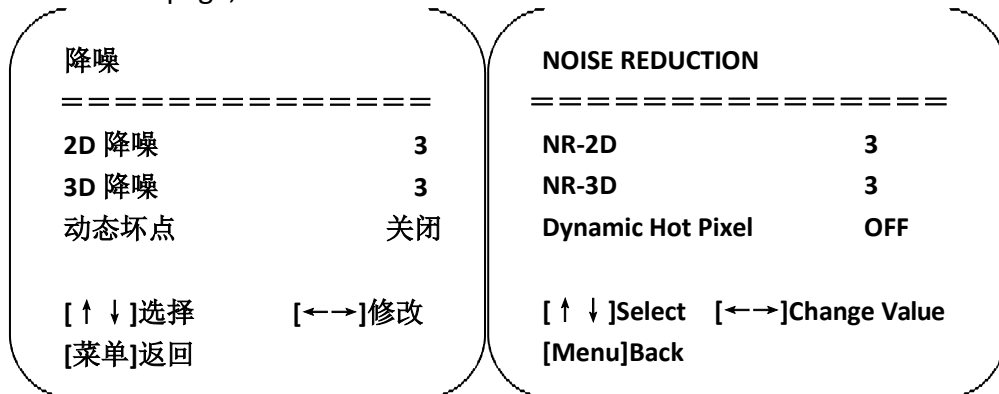 降噪
==============
2D 降噪 3
3D 降噪 3
动态坏点 关闭
[↑↓]选择 [←→]修改
[菜单]返回
NOISE REDUCTION
================
NR-2D 3
NR-3D 3
Dynamic Hot Pixel OFF
[↑↓]Select [←→]Change Value
[Menu]Back